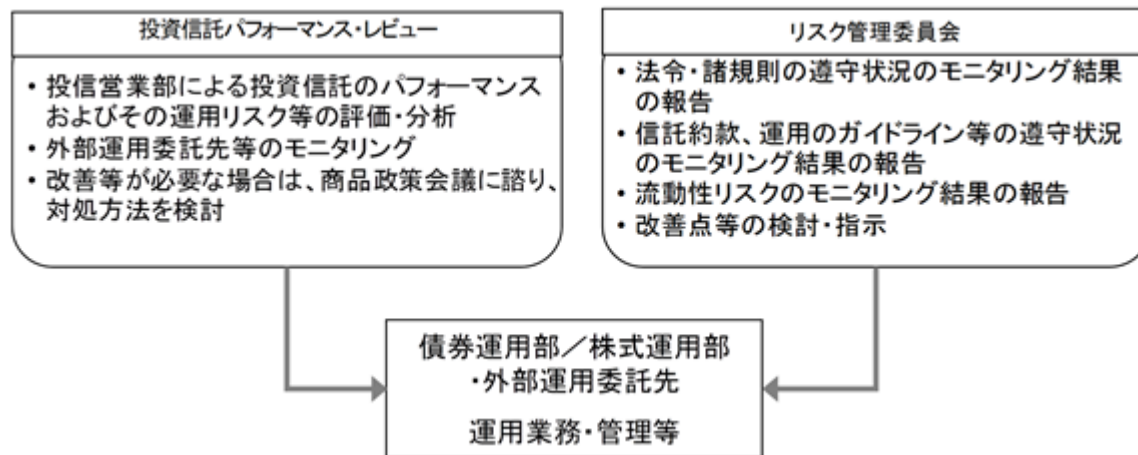 投資信託パフォーマンス・レビュー
・投信営業部による投資信託のパフォーマンス
およびその運用リスク等の評価・分析
・外部運用委託先等のモニタリング
・改善等が必要な場合は、商品政策会議に諮り、
対処方法を検討
リスク管理委員会
・法令・諸規則の遵守状況のモニタリング結果
の報告
・信託約款、運用のガイドライン等の遵守状況
のモニタリング結果の報告
・流動性リスクのモニタリング結果の報告
・改善点等の検討・指示
債券運用部／株式運用部
・外部運用委託先
運用業務・管理等